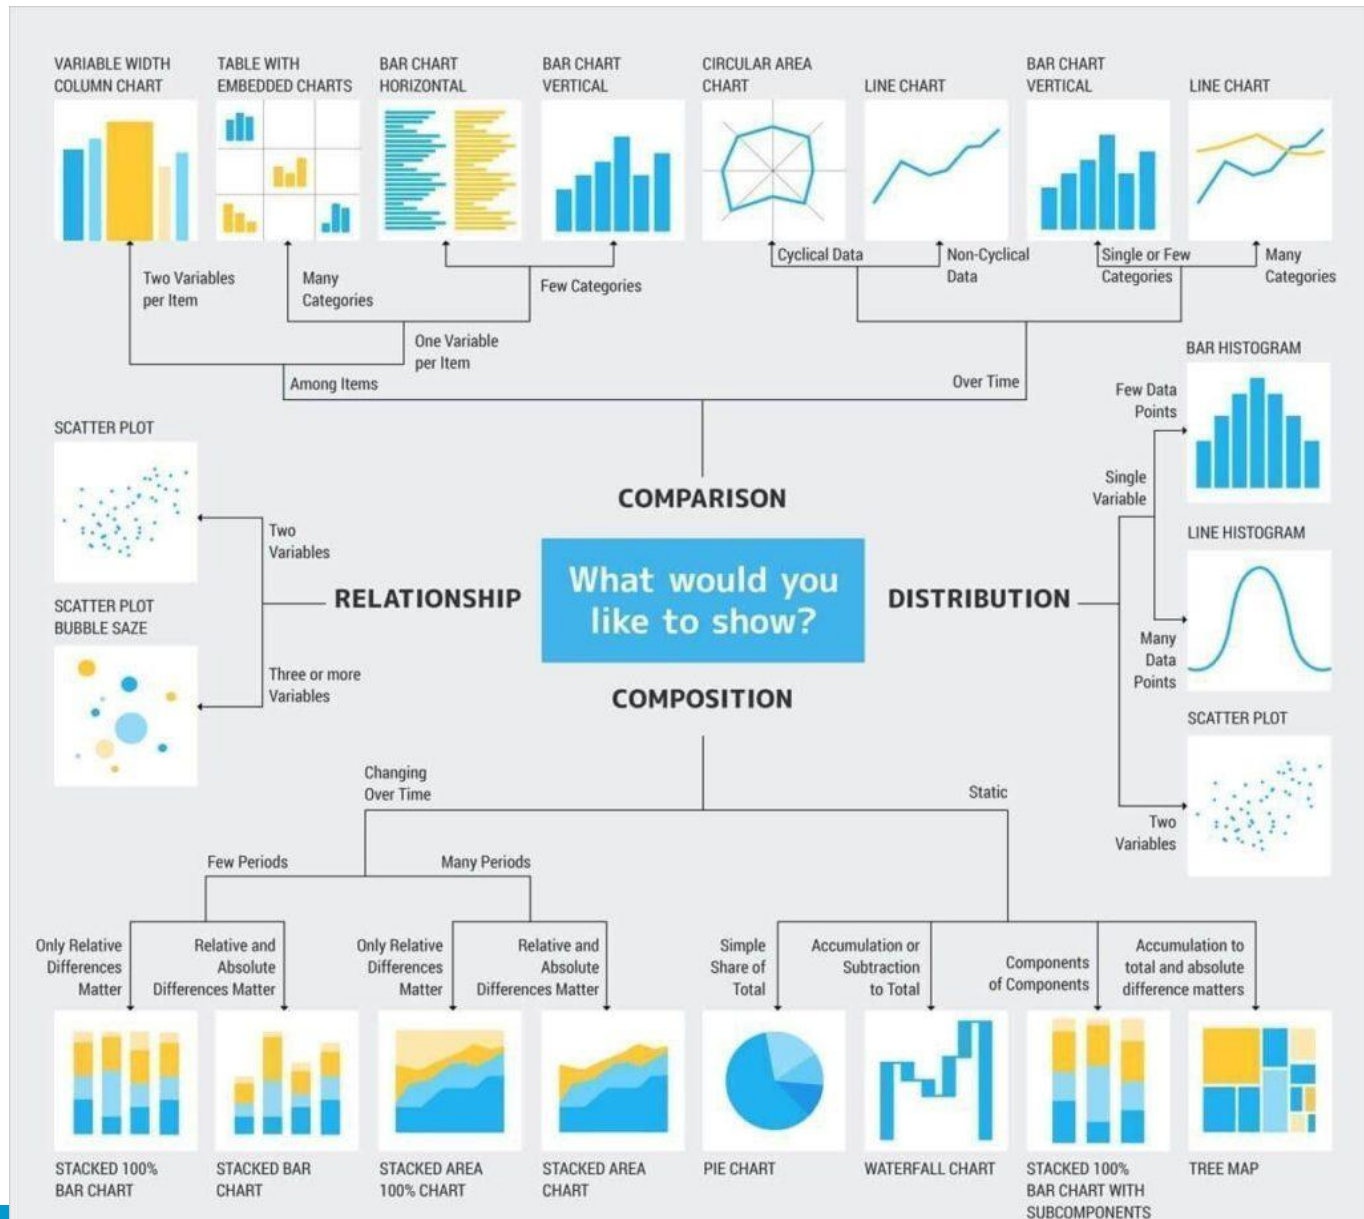 VARIABLE WIDTH
COLUMN CHART
TABLE WITH
EMBEDDED CHARTS
BAR CHART
HORIZONTAL
BAR CHART
VERTICAL
CIRCULAR AREA
CHART
LINE CHART
BAR CHART
VERTICAL
LINE CHART
Two Variables
per Item
Many
Categories
Few Categories
Cyclical Data
Non-Cyclical
Data
Single or Few
Categories
Many
Categories
One Variable
per Item
Among Items
Over Time
BAR HISTOGRAM
Few Data
Points
SCATTER PLOT
Single
Variable
COMPARISON
Two
Variables
LINE HISTOGRAM
What would you
like to show?
RELATIONSHIP
DISTRIBUTION
SCATTER PLOT
BUBBLE SAZE
Many
Data
Points
Three or more
Variables
COMPOSITION
SCATTER PLOT
Changing
Over Time
Static
Two
Variables
Few Periods
Many Periods
Only Relative
Differences
Matter
Relative and
Absolute
Differences Matter
Only Relative
Differences
Matter
Relative and
Absolute
Differences Matter
Simple
Share of
Total
Accumulation or
Subtraction
to Total
Components
of Components
Accumulation to
total and absolute
difference matters
STACKED 100%
BAR CHART
STACKED BAR
CHART
STACKED AREA
100% CHART
STACKED AREA
CHART
PIE CHART
WATERFALL CHART
STACKED 100%
BAR CHART WITH
SUBCOMPONENTS
TREE MAP